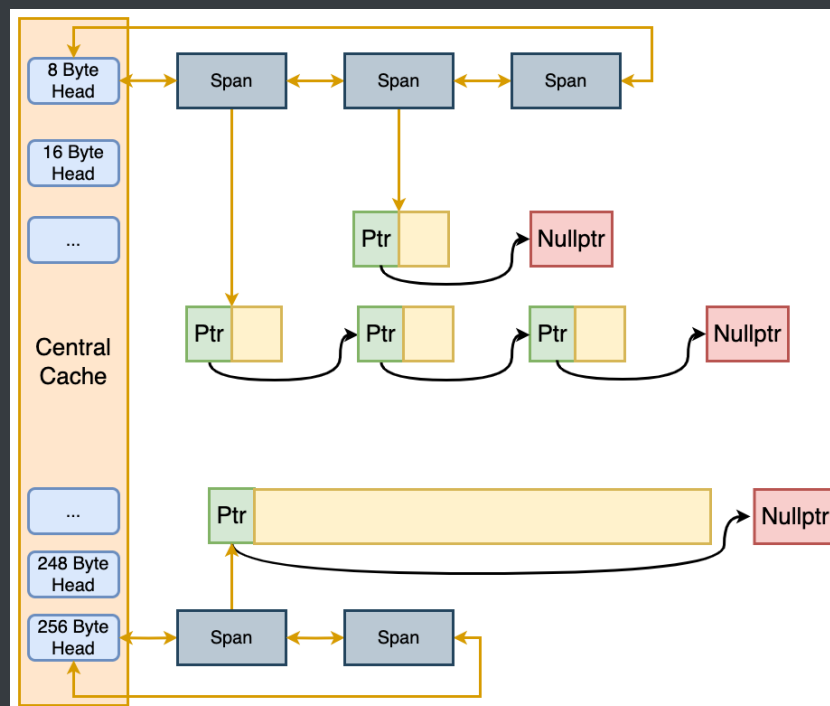 8 Byte
Head
Span
Span
Span
16 Byte
Head
...
Ptr
Nullptr
Ptr
Ptr
Ptr
Nullptr
Central
Cache
...
Ptr
Nullptr
248 Byte
Head
256 Byte
Head
Span
Span